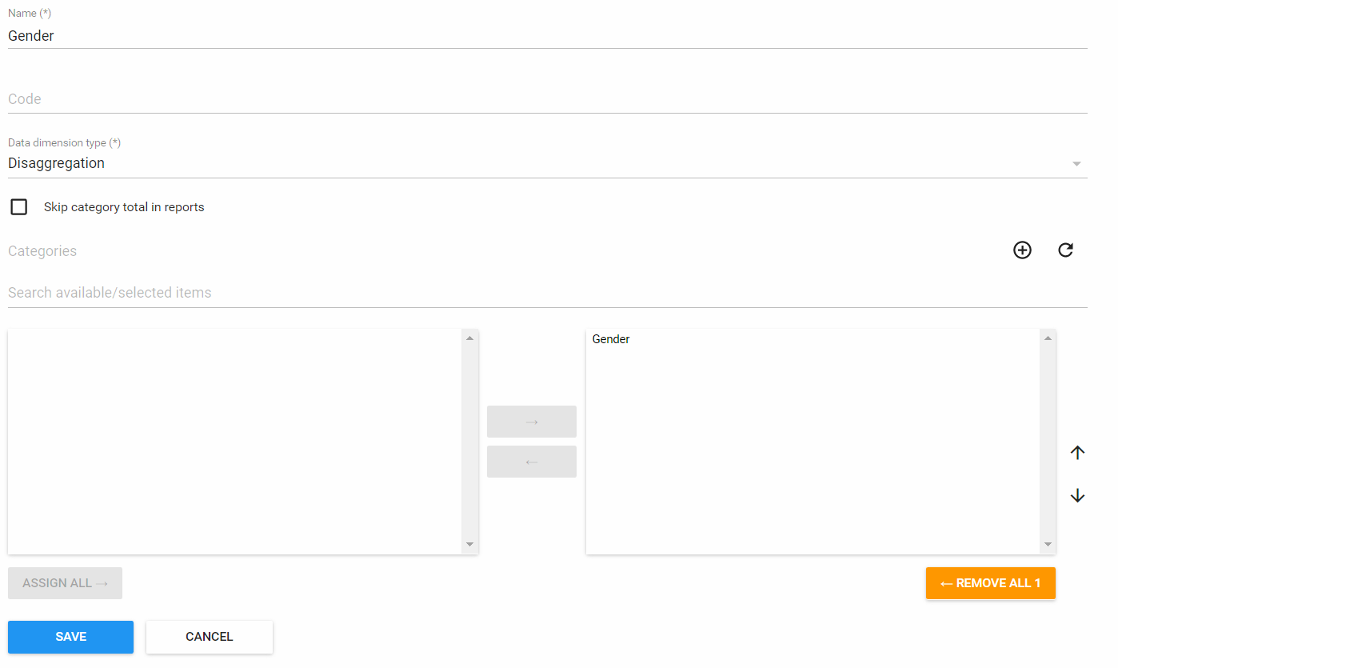 Name (*)
Gender
Code
Data dimension type (*)
Disaggregation
Skip category total in reports
Categories
Search available/selected items
Gender
→
←
ASSIGN ALL →
← REMOVE ALL 1
SAVE
CANCEL